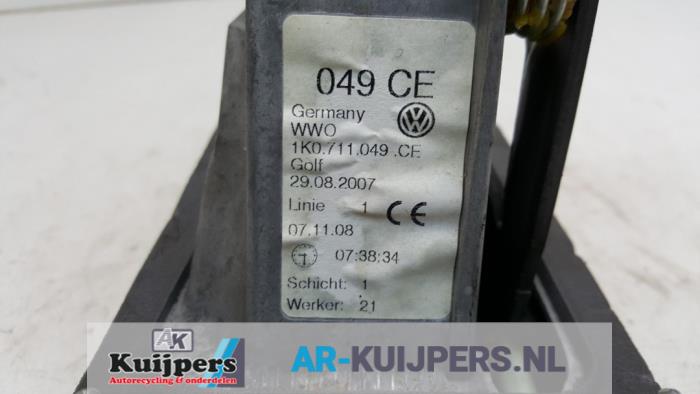 049 CE
Germany
WWO
1K0.711.049 .CE
Golf
29.08.2007
Linie 1 CE
07.11.08
07:38:34
Schicht: 1
Werker: 21
AK
Kuijpers
Autorecycling & onderdelen
AR-KUIJPERS.NL